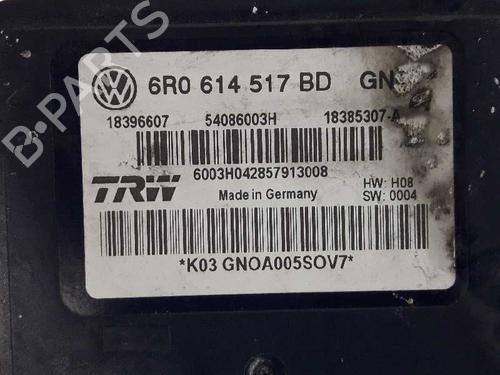 B-PARTS
6R0 614 517 BD GN
18396607 54086003H 18385307-A
6003H042857913008
TRW
Made in Germany
HW: H08
SW: 0004
*K03 GNOA005SOV7*